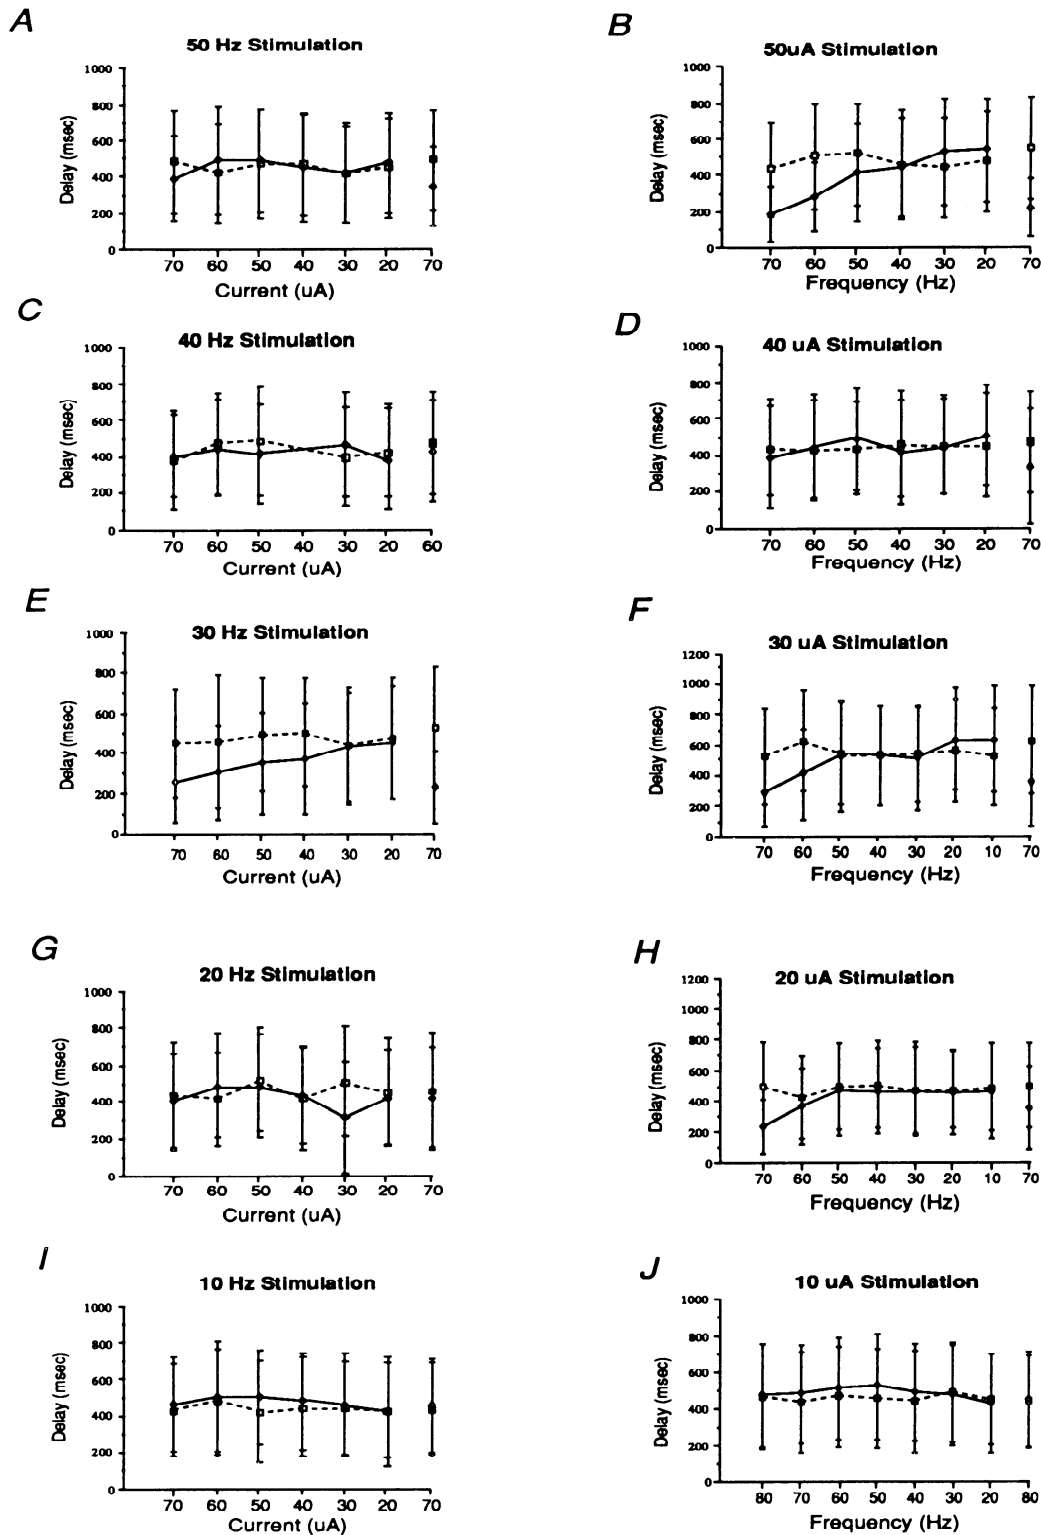 A
50 Hz Stimulation
1000
800
600
400
200
0
Delay (msec)
70 60 50 40 30 20 70
Current (uA)
B
50uA Stimulation
1000
800
600
400
200
0
Delay (msec)
70 60 50 40 30 20 70
Frequency (Hz)
C
40 Hz Stimulation
1000
800
600
400
200
0
Delay (msec)
70 60 50 40 30 20 60
Current (uA)
D
40 uA Stimulation
1000
800
600
400
200
0
Delay (msec)
70 60 50 40 30 20 70
Frequency (Hz)
E
30 Hz Stimulation
1000
800
600
400
200
0
Delay (msec)
70 60 50 40 30 20 70
Current (uA)
F
30 uA Stimulation
1200
1000
800
600
400
200
0
Delay (msec)
70 60 50 40 30 20 10 70
Frequency (Hz)
G
20 Hz Stimulation
1000
800
600
400
200
0
Delay (msec)
70 60 50 40 30 20 70
Current (uA)
H
20 uA Stimulation
1200
1000
800
600
400
200
0
Delay (msec)
70 60 50 40 30 20 10 70
Frequency (Hz)
I
10 Hz Stimulation
1000
800
600
400
200
0
Delay (msec)
70 60 50 40 30 20 70
Current (uA)
J
10 uA Stimulation
1000
800
600
400
200
0
Delay (msec)
80 70 60 50 40 30 20 80
Frequency (Hz)